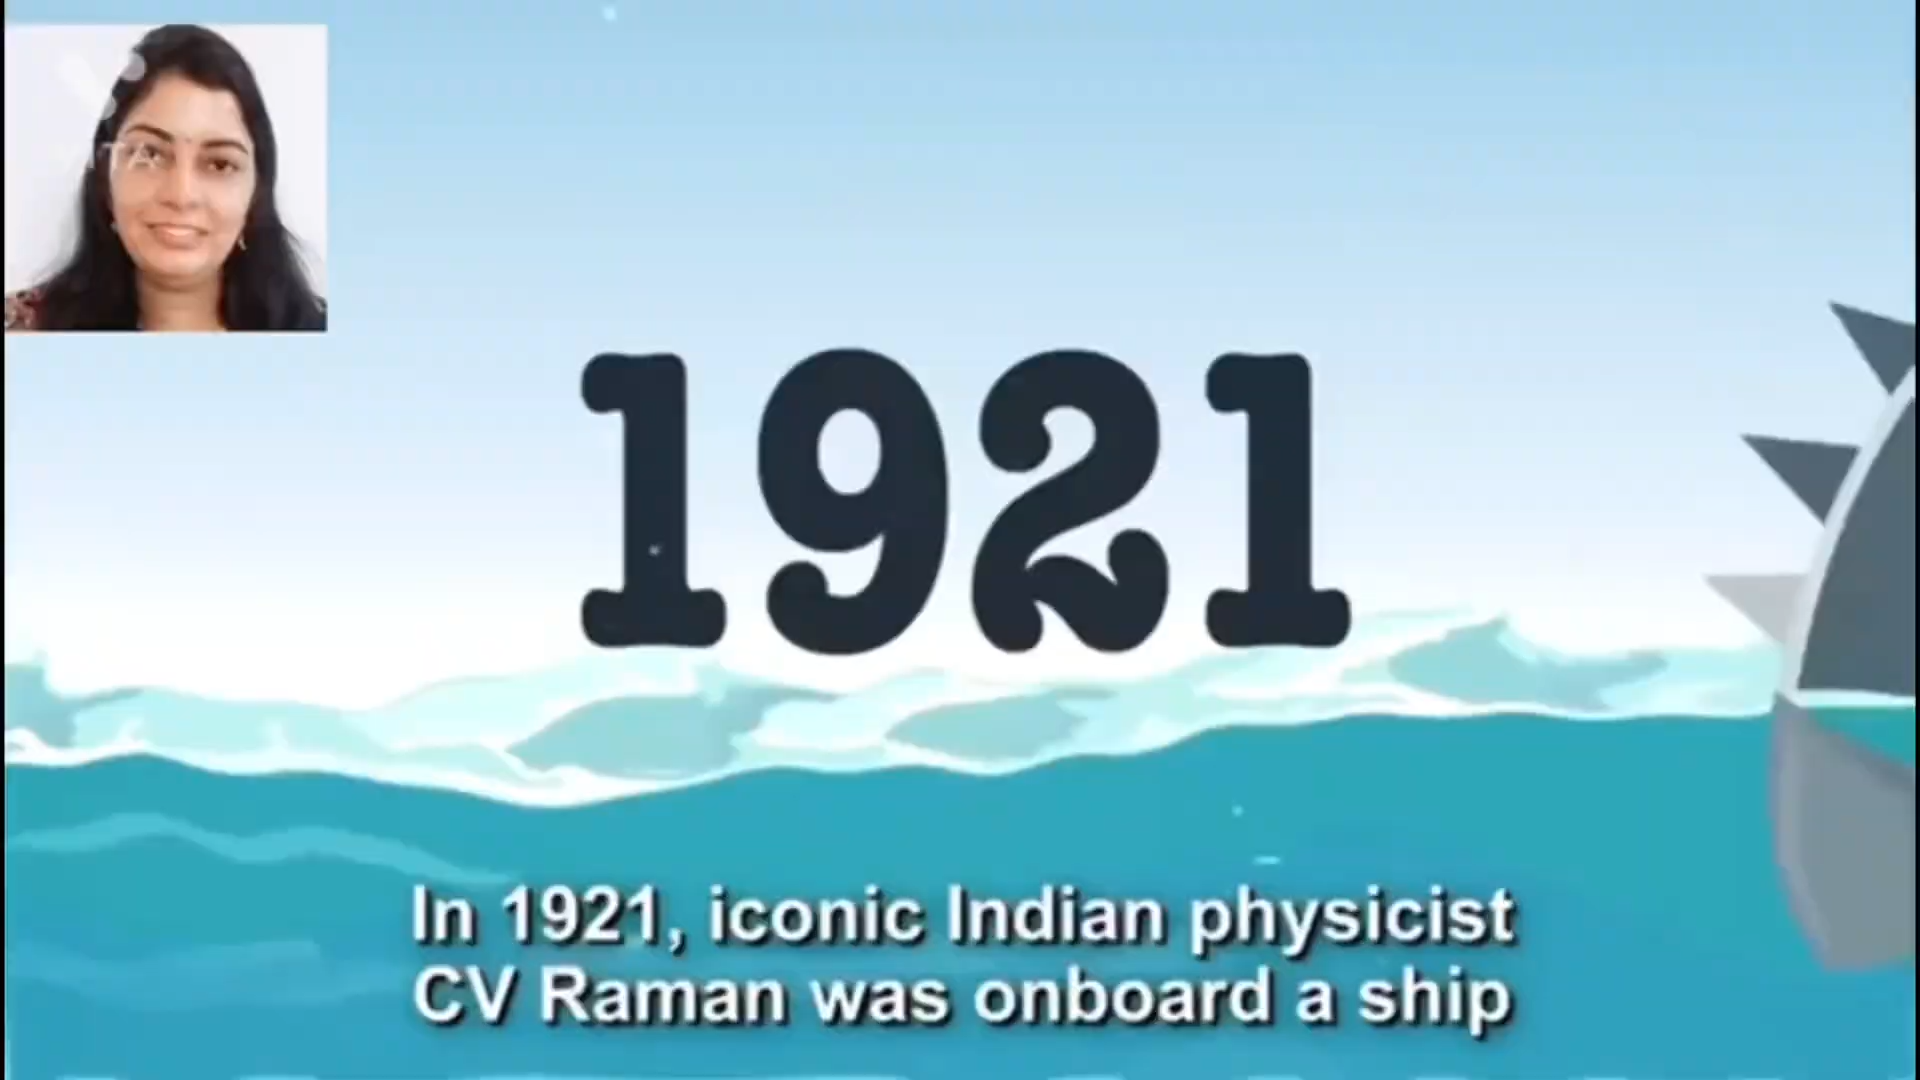 1921
In 1921, iconic Indian physicist
CV Raman was onboard a ship